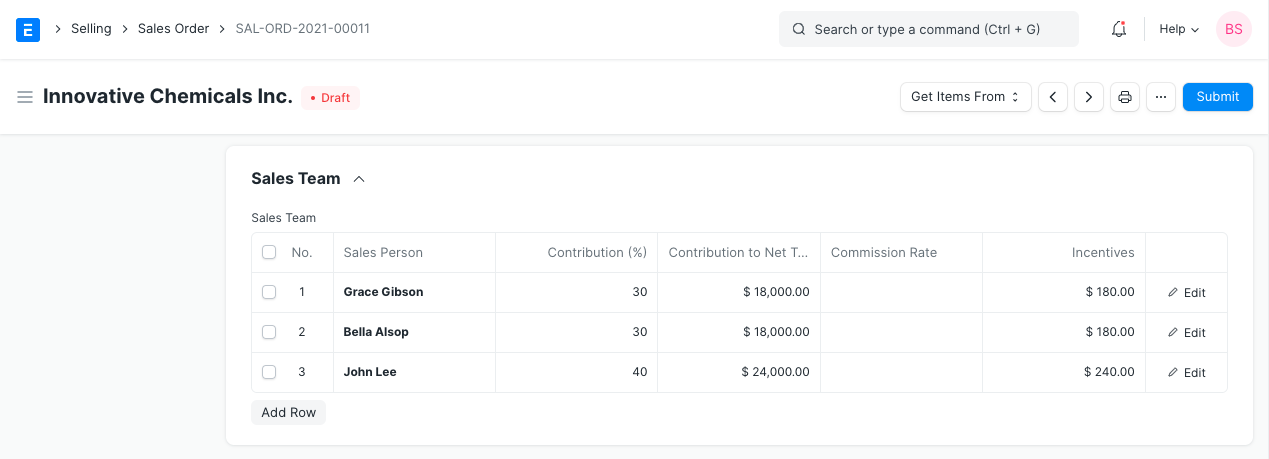 E > Selling > Sales Order > SAL-ORD-2021-00011 Search or type a command (Ctrl + G) Help BS
Innovative Chemicals Inc. • Draft Get Items From < > ... Submit
Sales Team
Sales Team
No. Sales Person Contribution (%) Contribution to Net T... Commission Rate Incentives
1 Grace Gibson 30 $ 18,000.00 $ 180.00 Edit
2 Bella Alsop 30 $ 18,000.00 $ 180.00 Edit
3 John Lee 40 $ 24,000.00 $ 240.00 Edit
Add Row